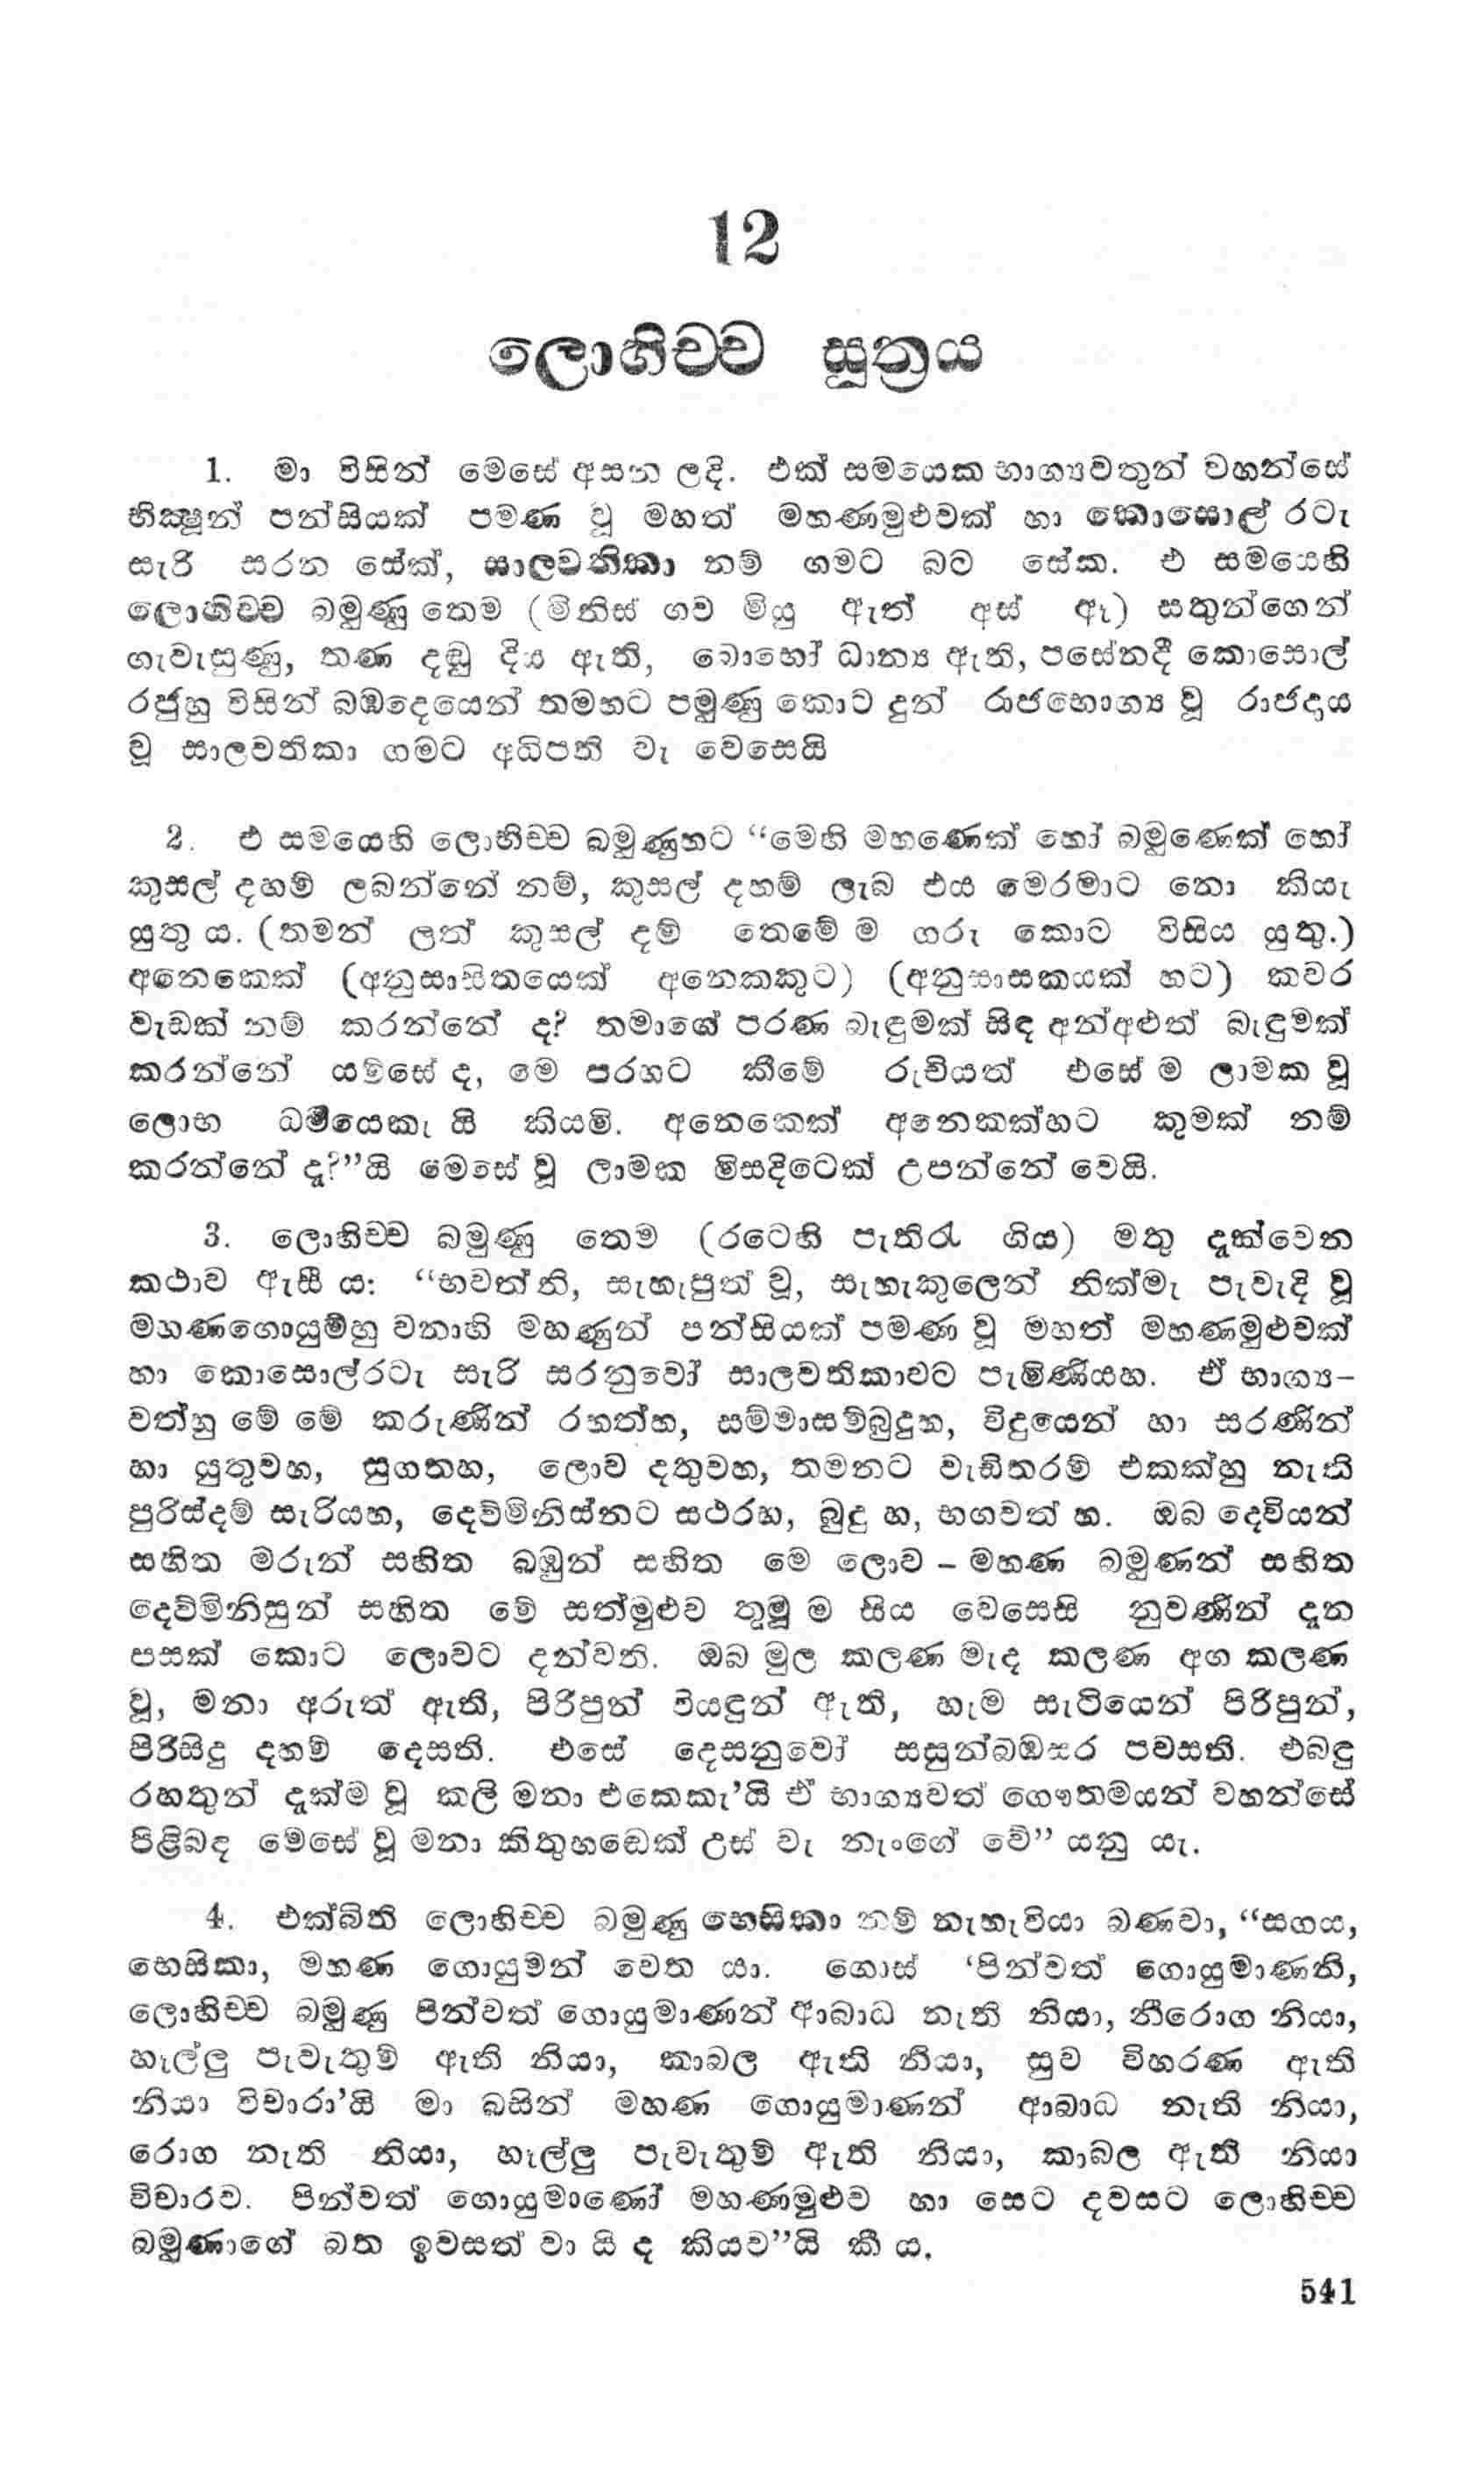 12
ලොහිච්ච සූත්‍රය
1. මා විසින් මෙසේ අසන ලදි. එක් සමයෙක භාග්‍යවතුන් වහන්සේ
භික්‍ෂූන් පන්සියක් පමණ වූ මහත් මහණමුළුවක් හා කොසොල් රටැ
සැරි සරන සේක්, සාලවතිකා නම් ගමට බට සේක. එ සමයෙහි
ලොහිච්ච බමුණු තෙම (මිනිස් ගව මියු ඇත් අස් ඈ) සතුන්ගෙන්
ගැවැසුණු, තණ දඬු දිය ඇති, බොහෝ ධාන්‍ය ඇති, පසේනදී කොසොල්
රජුහු විසින් බඹදෙයෙන් තමහට පමුණු කොට දුන් රාජභොග්‍ය වූ රාජදාය
වූ සාලවතිකා ගමට අධිපති වැ වෙසෙයි
2. එ සමයෙහි ලොහිච්ච බමුණුහට “මෙහි මහණෙක් හෝ බමුණෙක් හෝ
කුසල් දහම් ලබන්නේ නම්, කුසල් දහම් ලැබ එය මෙරමාට නො කියැ
යුතු ය. (තමන් ලත් කුසල් දම් තෙමේ ම ගරු කොට විසිය යුතු.)
අනෙකෙක් (අනුසාසිතයෙක් අනෙකකුට) (අනුසාසකයක් හට) කවර
වැඩක් නම් කරන්නේ ද? තමාගේ පරණ බැඳුමක් සිඳ අන්අළුත් බැඳුමක්
කරන්නේ යම්සේ ද, මෙ පරහට කීමේ රුචියත් එසේ ම ලාමක වූ
ලොභ ධර්‍මයෙකැ යි කියමි. අනෙකෙක් අනෙකක්හට කුමක් නම්
කරන්නේ ද?”යි මෙසේ වූ ලාමක මිසදිටෙක් උපන්නේ වෙයි.
3. ලොහිච්ච බමුණු තෙම (රටෙහි පැතිරැ ගිය) මතු දැක්වෙන
කථාව ඇසී ය: “භවත්නි, සැහැපුත් වූ, සැහැකුලෙන් නික්මැ පැවැදි වූ
මහණගොයුම්හු වනාහි මහණුන් පන්සියක් පමණ වූ මහත් මහණමුළුවක්
හා කොසොල්රටැ සැරි සරනුවෝ සාලවතිකාවට පැමිණියහ. ඒ භාග්‍ය-
වත්හු මේ මේ කරුණින් රහත්හ, සම්මාසම්බුදුහ, විදුයෙන් හා සරණින්
හා යුතුවහ, සුගතහ, ලොව දතුවහ, තමනට වැඩිතරම් එකක්හු නැති
පුරිස්දම් සැරියහ, දෙව්මිනිස්නට සථරහ, බුදු හ, භගවත් හ. ඔබ දෙවියන්
සහිත මරුන් සහිත බඹුන් සහිත මෙ ලොව – මහණ බමුණන් සහිත
දෙව්මිනිසුන් සහිත මේ සත්මුළුව තුමූ ම සිය වෙසෙසි නුවණින් දැන
පසක් කොට ලොවට දන්වති. ඔබ මුල කලණ මැද කලණ අග කලණ
වූ, මනා අරුත් ඇති, පිරිපුන් වියඳුන් ඇති, හැම සැටියෙන් පිරිපුන්,
පිරිසිදු දහම් දෙසති. එසේ දෙසනුවෝ සසුන්බඹසර පවසති. එබඳු
රහතුන් දැක්ම වූ කලි මනා එකෙකැ’යි ඒ භාග්‍යවත් ගෞතමයන් වහන්සේ
පිළිබඳ මෙසේ වූ මනා කිතුහඬෙක් උස් වැ නැංගේ වේ” යනු යැ.
4. එක්බිති ලොහිච්ච බමුණු භෙසිකා නම් නැහැවියා බණවා, “සගය,
භෙසිකා, මහණ ගොයුමන් වෙත යා. ගොස් ‘පින්වත් ගොයුමාණනි,
ලොහිච්ච බමුණු පින්වත් ගොයුමාණන් ආබාධ නැති නියා, නීරොග නියා,
හැල්ලු පැවැතුම් ඇති නියා, කාබල ඇති නියා, සුව විහරණ ඇති
නියා විචාරා’යි මා බසින් මහණ ගොයුමාණන් ආබාධ නැති නියා,
රොග නැති නියා, හැල්ලු පැවැතුම් ඇති නියා, කාබල ඇති නියා
විචාරව. පින්වත් ගොයුමාණෝ මහණමුළුව හා සෙට දවසට ලොහිච්ච
බමුණාගේ බත ඉවසත් වා යි ද කියව”යි කී ය.
541